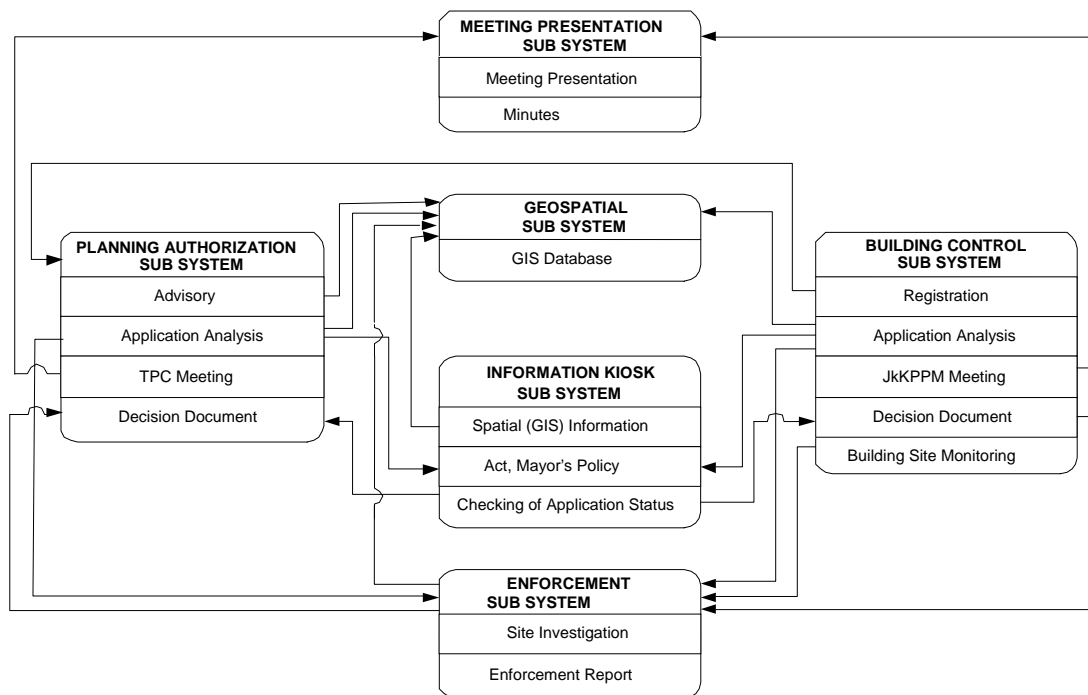 MEETING PRESENTATION
SUB SYSTEM
Meeting Presentation
Minutes
GEOSPATIAL
SUB SYSTEM
GIS Database
PLANNING AUTHORIZATION
SUB SYSTEM
Advisory
Application Analysis
TPC Meeting
Decision Document
BUILDING CONTROL
SUB SYSTEM
Registration
Application Analysis
JkKPPM Meeting
Decision Document
Building Site Monitoring
INFORMATION KIOSK
SUB SYSTEM
Spatial (GIS) Information
Act, Mayor's Policy
Checking of Application Status
ENFORCEMENT
SUB SYSTEM
Site Investigation
Enforcement Report